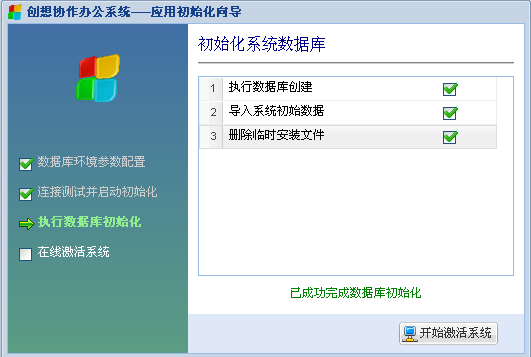 创想协作办公系统──应用初始化向导
初始化系统数据库
1 执行数据库创建
2 导入系统初始数据
3 删除临时安装文件
数据库环境参数配置
连接测试并启动初始化
执行数据库初始化
在线激活系统
已成功完成数据库初始化
开始激活系统